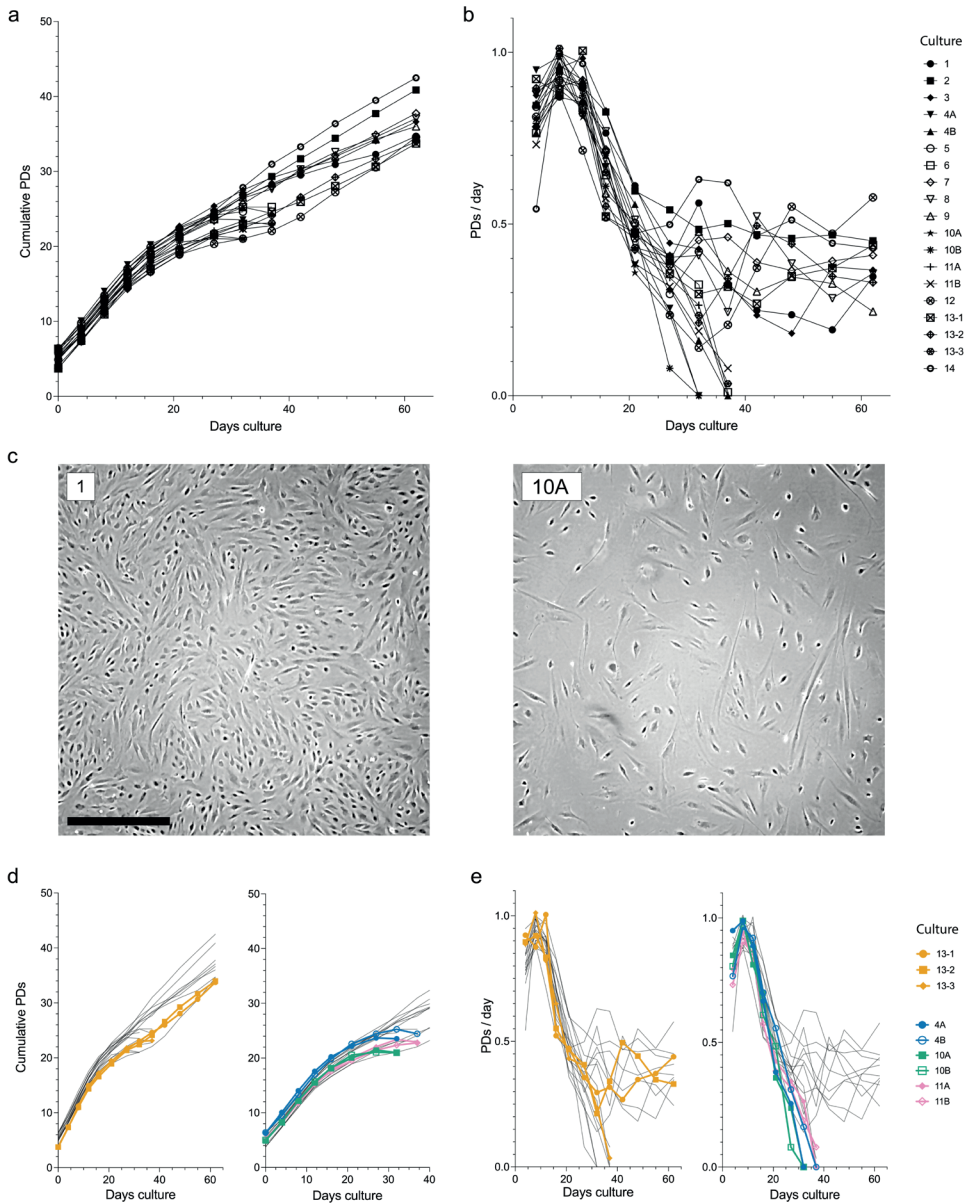 a
50
40
30
20
10
0
Cumulative PDs
0 20 40 60
Days culture
b
1.0
0.5
0.0
PDs / day
0 20 40 60
Days culture
Culture
1
2
3
4A
4B
5
6
7
8
9
10A
10B
11A
11B
12
13-1
13-2
13-3
14
c
1
10A
d
50
40
30
20
10
0
Cumulative PDs
0 20 40 60
Days culture
50
40
30
20
10
0
0 10 20 30 40
Days culture
e
1.0
0.5
0.0
PDs / day
0 20 40 60
Days culture
1.0
0.5
0.0
0 20 40 60
Days culture
Culture
13-1
13-2
13-3
4A
4B
10A
10B
11A
11B